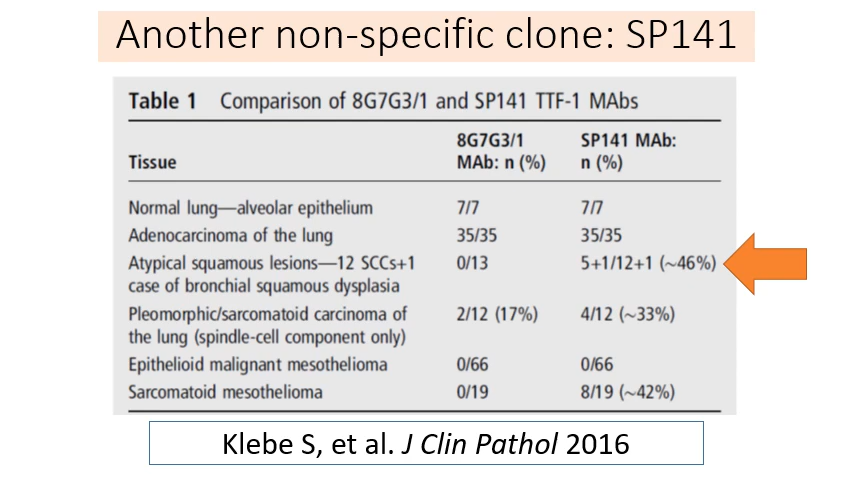 Another non-specific clone: SP141
Table 1 Comparison of 8G7G3/1 and SP141 TTF-1 MAbs
Tissue 8G7G3/1 MAb: n (%) SP141 MAb: n (%)
Normal lung—alveolar epithelium 7/7 7/7
Adenocarcinoma of the lung 35/35 35/35
Atypical squamous lesions—12 SCCs+1 0/13 5+1/12+1 (~46%)
case of bronchial squamous dysplasia
Pleomorphic/sarcomatoid carcinoma of 2/12 (17%) 4/12 (~33%)
the lung (spindle-cell component only)
Epithelioid malignant mesothelioma 0/66 0/66
Sarcomatoid mesothelioma 0/19 8/19 (~42%)
Klebe S, et al. J Clin Pathol 2016